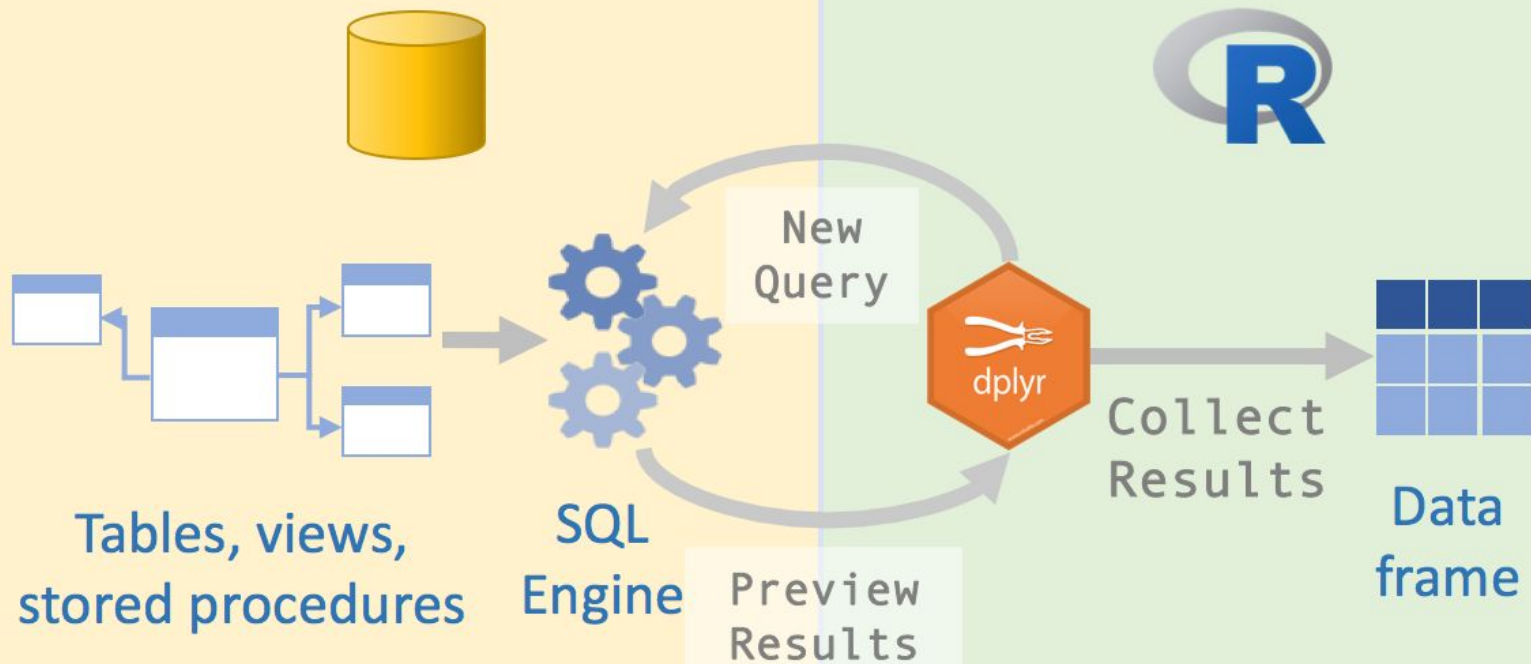 R
New
Query
dplyr
Collect
Results
Tables, views,
stored procedures
SQL
Engine
Preview
Results
Data
frame